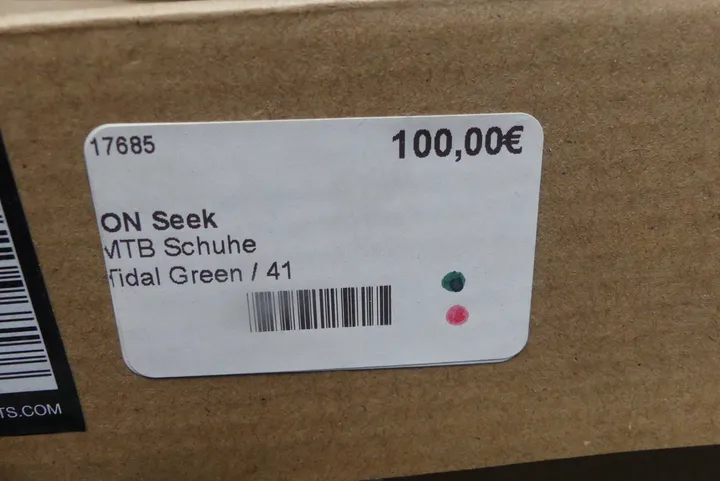 17685
100,00€
ON Seek
MTB Schuhe
Tidal Green / 41
TS.COM